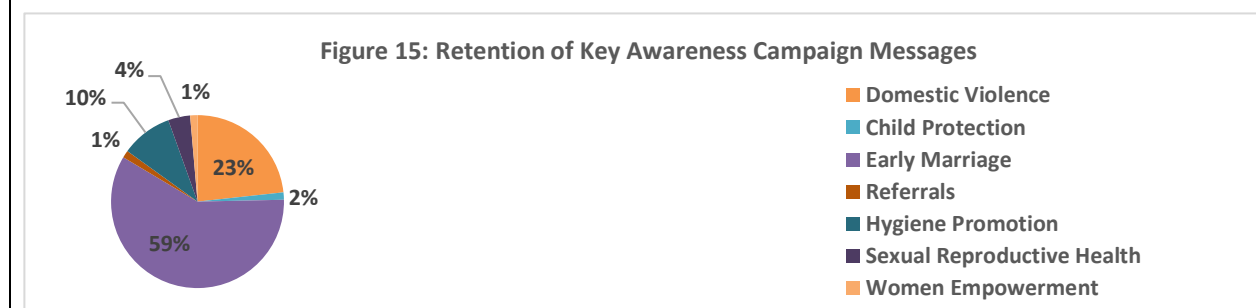 Figure 15: Retention of Key Awareness Campaign Messages
4%
1%
10%
1%
23%
2%
59%
Domestic Violence
Child Protection
Early Marriage
Referrals
Hygiene Promotion
Sexual Reproductive Health
Women Empowerment